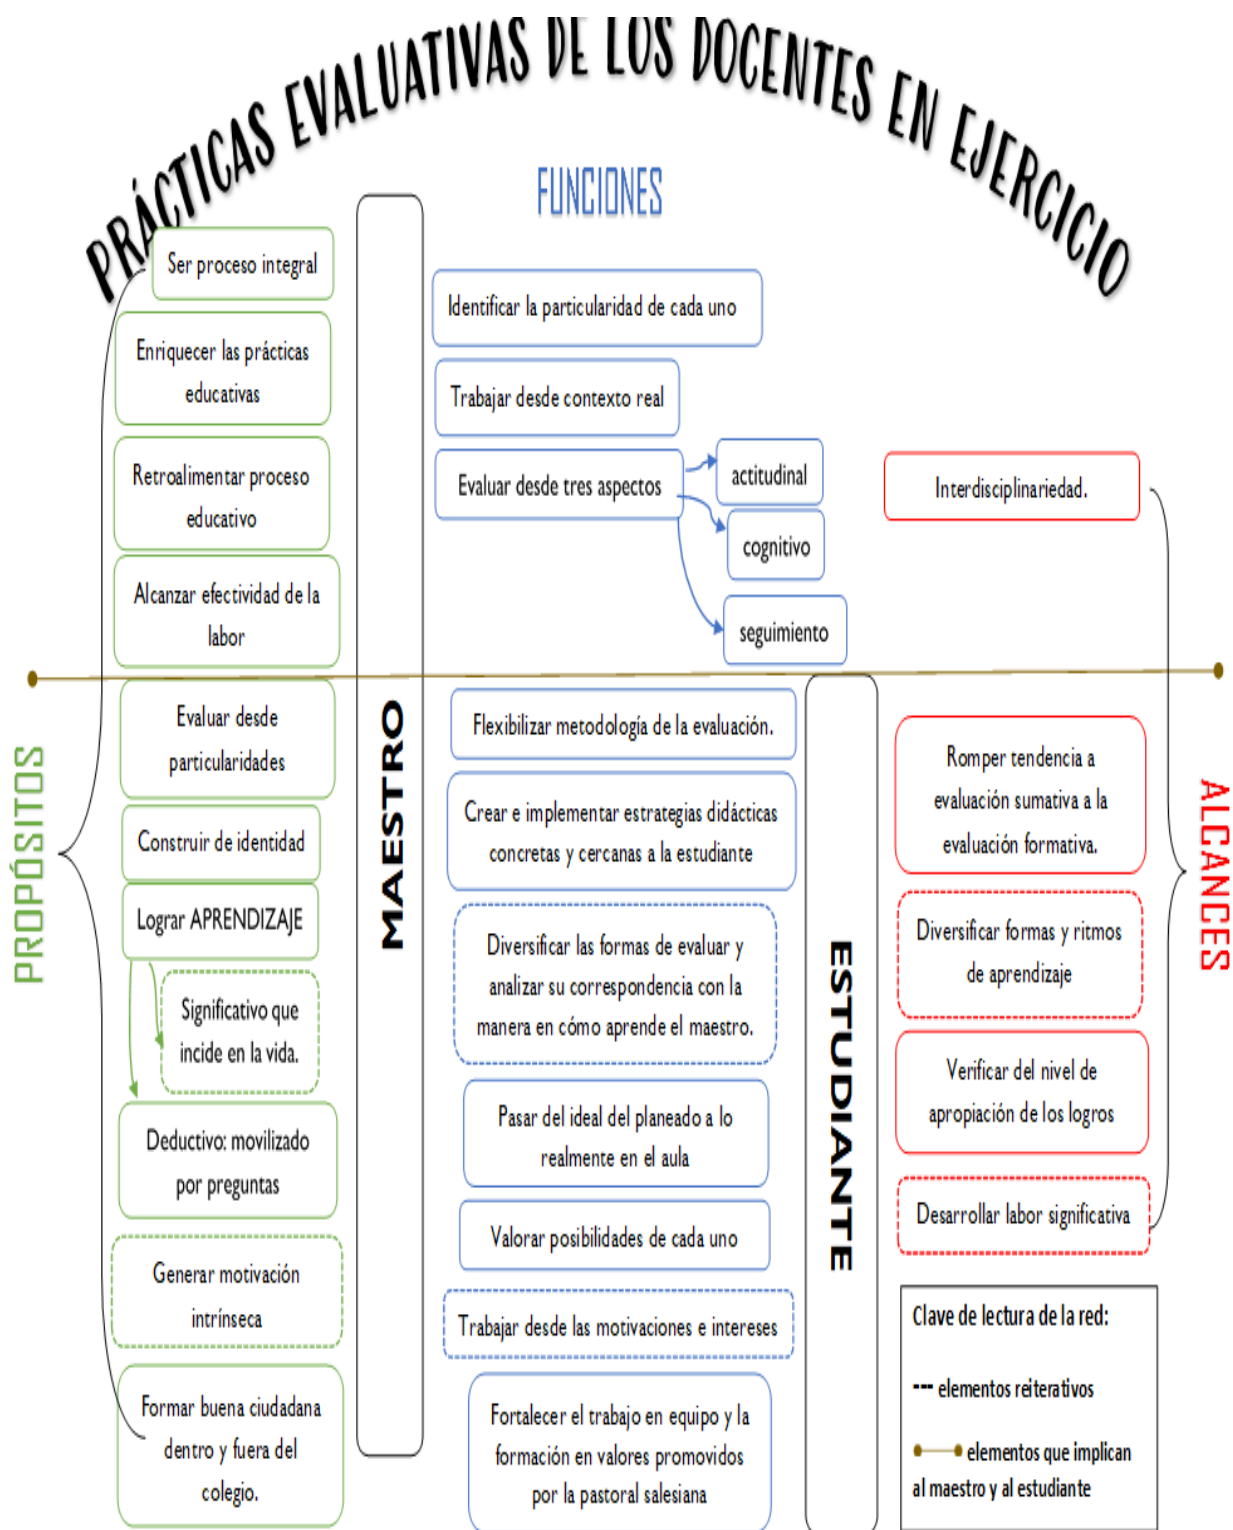 PRÁCTICAS EVALUATIVAS DE LOS DOCENTES EN EJERCICIO
FUNCIONES
PROPÓSITOS
Ser proceso integral
Enriquecer las prácticas
educativas
Retroalimentar proceso
educativo
Alcanzar efectividad de la
labor
Evaluar desde
particularidades
Construir de identidad
Lograr APRENDIZAJE
Significativo que
incide en la vida.
Deductivo: movilizado
por preguntas
Generar motivación
intrínseca
Formar buena ciudadana
dentro y fuera del
colegio.
MAESTRO
Identificar la particularidad de cada uno
Trabajar desde contexto real
Evaluar desde tres aspectos
actitudinal
cognitivo
seguimiento
Flexibilizar metodología de la evaluación.
Crear e implementar estrategias didácticas
concretas y cercanas a la estudiante
Diversificar las formas de evaluar y
analizar su correspondencia con la
manera en cómo aprende el maestro.
Pasar del ideal del planeado a lo
realmente en el aula
Valorar posibilidades de cada uno
Trabajar desde las motivaciones e intereses
Fortalecer el trabajo en equipo y la
formación en valores promovidos
por la pastoral salesiana
ESTUDIANTE
Interdisciplinariedad.
Romper tendencia a
evaluación sumativa a la
evaluación formativa.
Diversificar formas y ritmos
de aprendizaje
Verificar del nivel de
apropiación de los logros
Desarrollar labor significativa
ALCANCES
Clave de lectura de la red:
--- elementos reiterativos
elementos que implican
al maestro y al estudiante